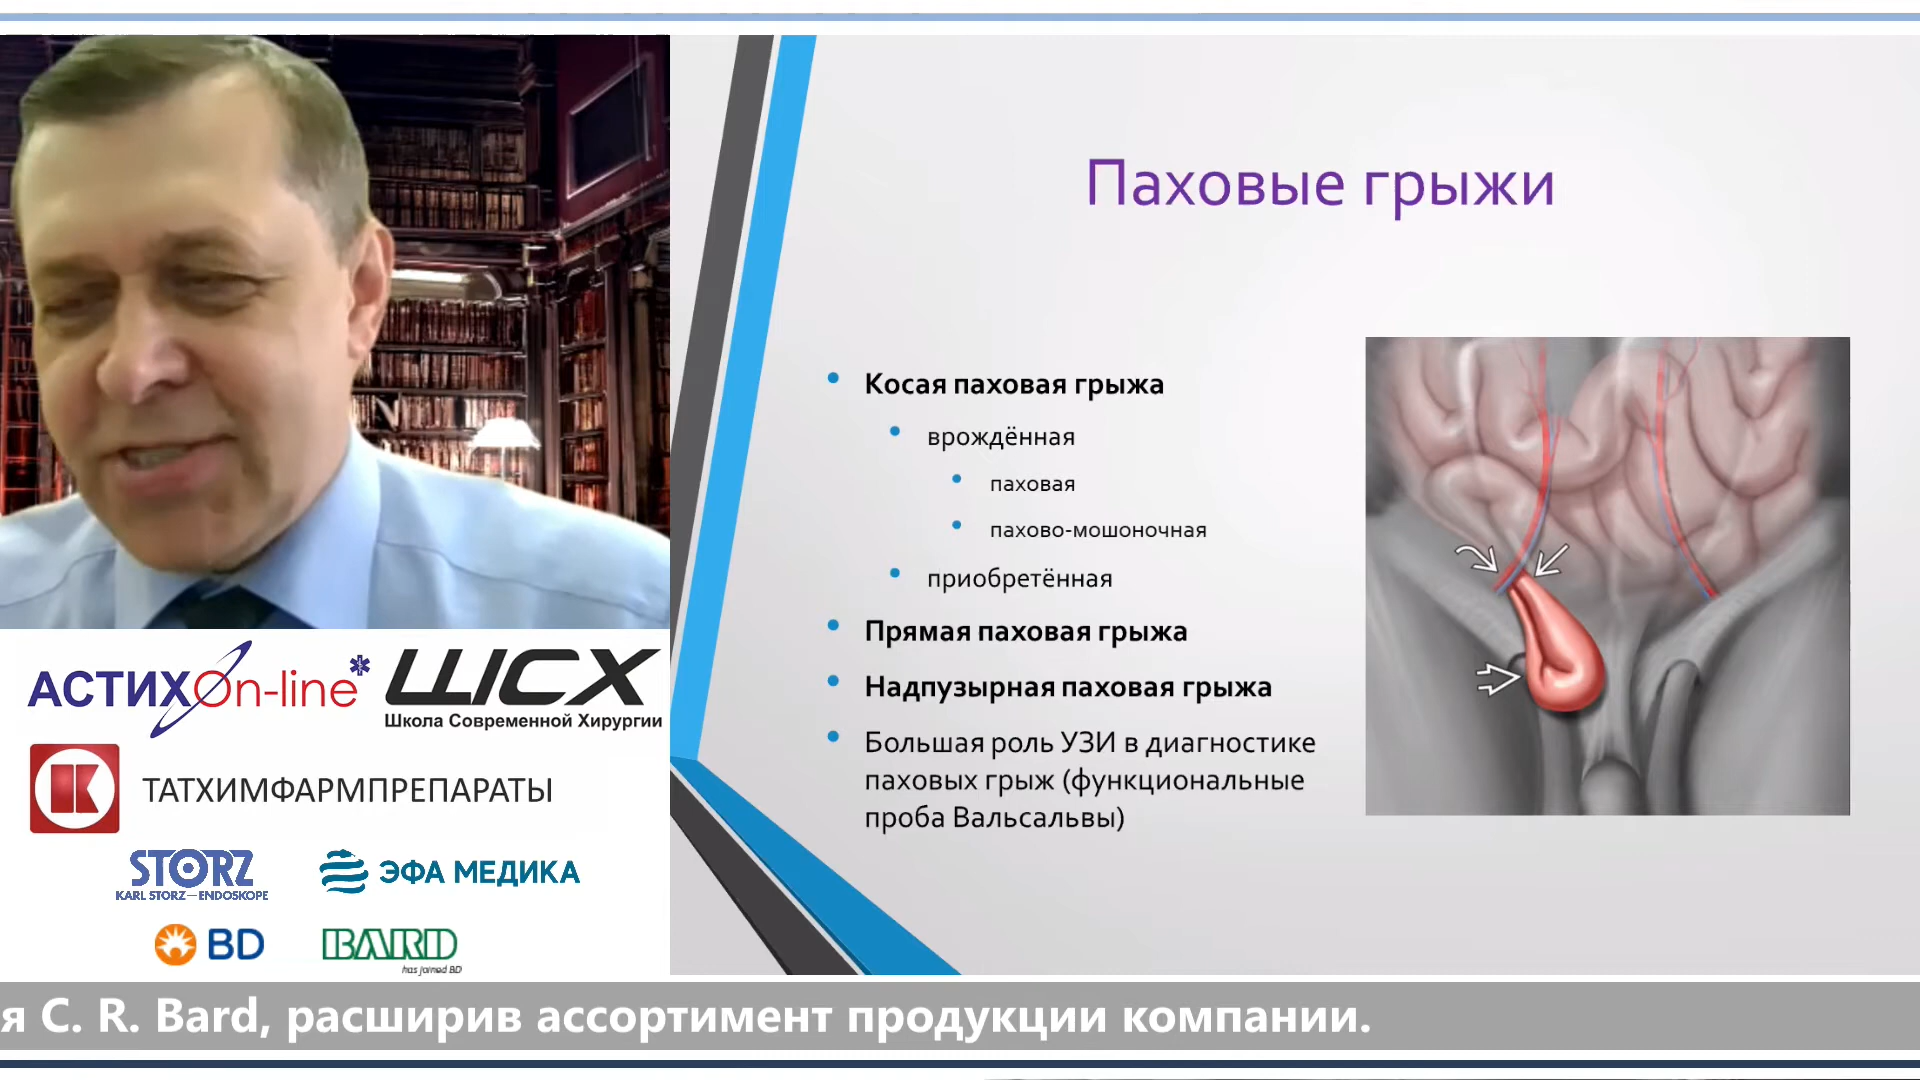 Паховые грыжи
Косая паховая грыжа
врождённая
паховая
пахово-мошоночная
приобретённая
Прямая паховая грыжа
Надпузырная паховая грыжа
Большая роль УЗИ в диагностике
паховых грыж (функциональные
проба Вальсальвы)
АСТИХOn-line
ШСХ
Школа Современной Хирургии
ТАТХИМФАРМПРЕПАРАТЫ
STORZ
KARL STORZ—ENDOSKOPE
ЭФА МЕДИКА
BD
BARD
has joined BD
я C. R. Bard, расширив ассортимент продукции компании.